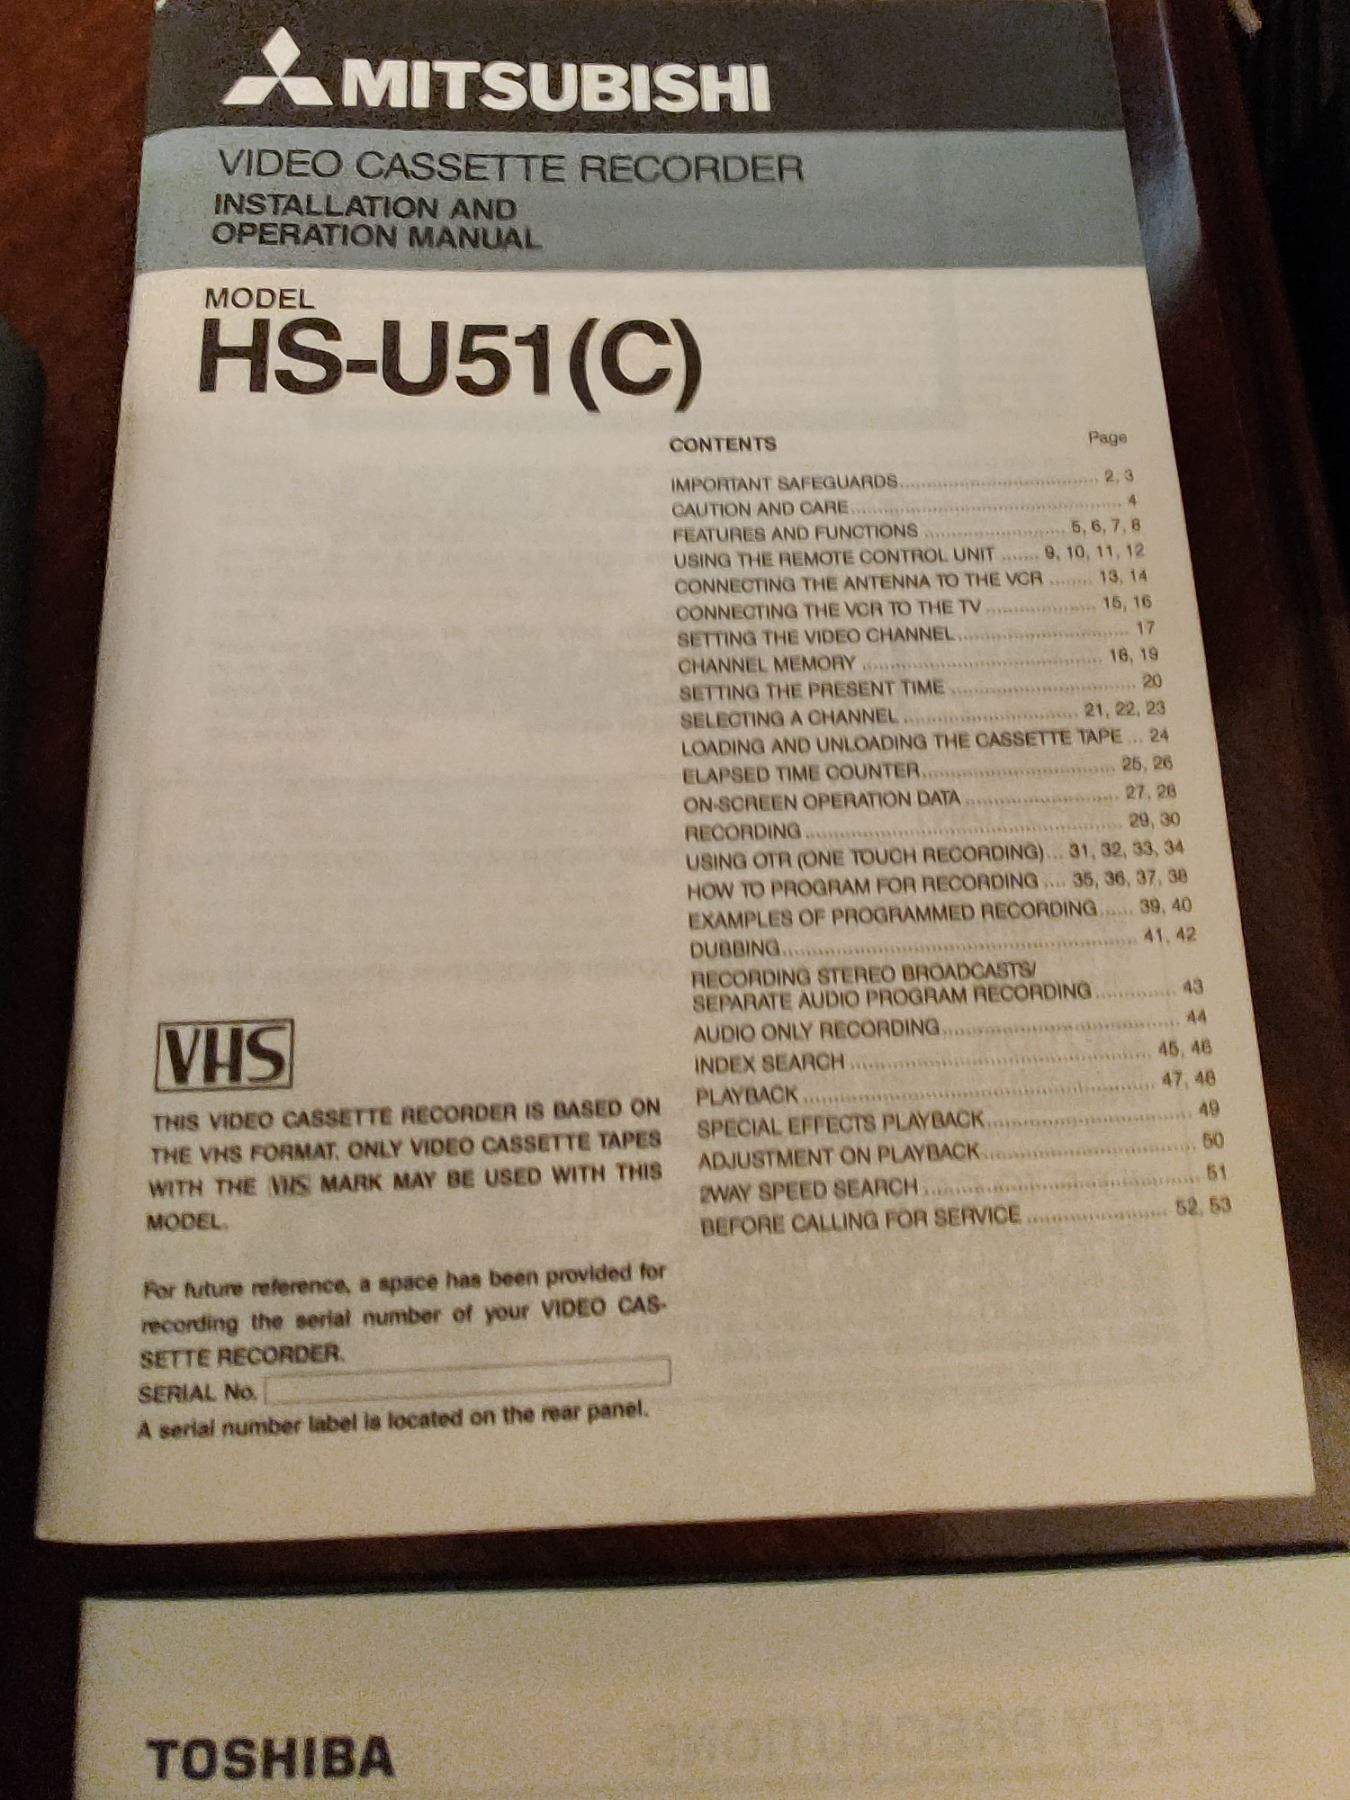 MITSUBISHI
VIDEO CASSETTE RECORDER
INSTALLATION AND
OPERATION MANUAL
MODEL
HS-U51(C)
CONTENTS Page
IMPORTANT SAFEGUARDS 2, 3
CAUTION AND CARE 4
FEATURES AND FUNCTIONS 5, 6, 7, 8
USING THE REMOTE CONTROL UNIT 9, 10, 11, 12
CONNECTING THE ANTENNA TO THE VCR 13, 14
CONNECTING THE VCR TO THE TV 15, 16
SETTING THE VIDEO CHANNEL 17
CHANNEL MEMORY 18, 19
SETTING THE PRESENT TIME 20
SELECTING A CHANNEL 21, 22, 23
LOADING AND UNLOADING THE CASSETTE TAPE 24
ELAPSED TIME COUNTER 25, 26
ON-SCREEN OPERATION DATA 27, 28
RECORDING 29, 30
USING OTR (ONE TOUCH RECORDING) 31, 32, 33, 34
HOW TO PROGRAM FOR RECORDING 35, 36, 37, 38
EXAMPLES OF PROGRAMMED RECORDING 39, 40
DUBBING 41, 42
RECORDING STEREO BROADCASTS/
SEPARATE AUDIO PROGRAM RECORDING 43
AUDIO ONLY RECORDING 44
INDEX SEARCH 45, 46
PLAYBACK 47, 48
SPECIAL EFFECTS PLAYBACK 49
ADJUSTMENT ON PLAYBACK 50
2WAY SPEED SEARCH 51
BEFORE CALLING FOR SERVICE 52, 53
VHS
THIS VIDEO CASSETTE RECORDER IS BASED ON
THE VHS FORMAT. ONLY VIDEO CASSETTE TAPES
WITH THE VHS MARK MAY BE USED WITH THIS
MODEL.
For future reference, a space has been provided for
recording the serial number of your VIDEO CAS-
SETTE RECORDER.
SERIAL No.
A serial number label is located on the rear panel.
TOSHIBA